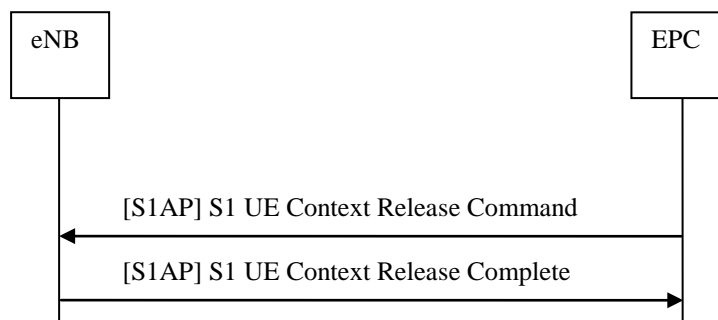 eNB
EPC
[S1AP] S1 UE Context Release Command
[S1AP] S1 UE Context Release Complete